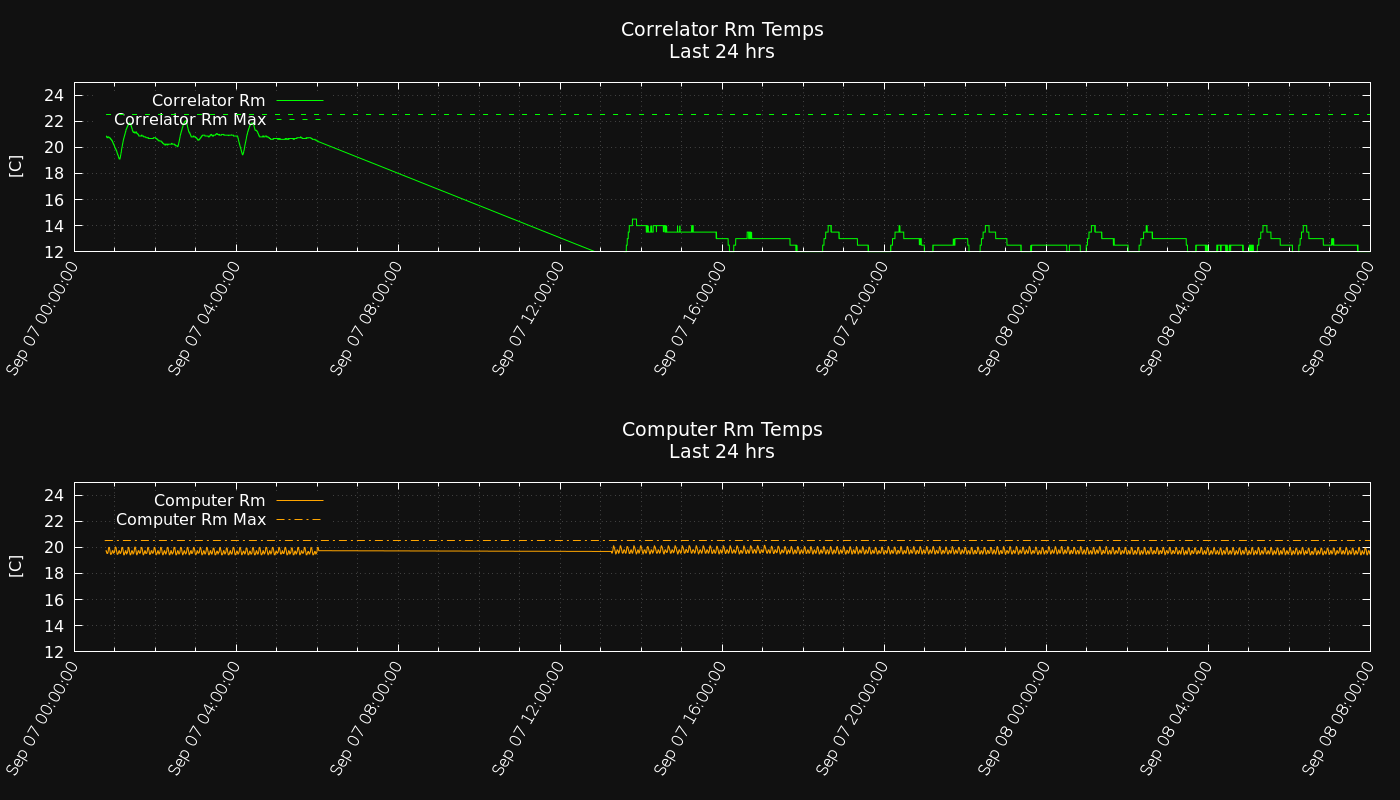 Correlator Rm Temps
Last 24 hrs
Correlator Rm
Correlator Rm Max
[C]
24
22
20
18
16
14
12
Sep 07 00:00:00
Sep 07 04:00:00
Sep 07 08:00:00
Sep 07 12:00:00
Sep 07 16:00:00
Sep 07 20:00:00
Sep 08 00:00:00
Sep 08 04:00:00
Sep 08 08:00:00
Computer Rm Temps
Last 24 hrs
Computer Rm
Computer Rm Max
[C]
24
22
20
18
16
14
12
Sep 07 00:00:00
Sep 07 04:00:00
Sep 07 08:00:00
Sep 07 12:00:00
Sep 07 16:00:00
Sep 07 20:00:00
Sep 08 00:00:00
Sep 08 04:00:00
Sep 08 08:00:00